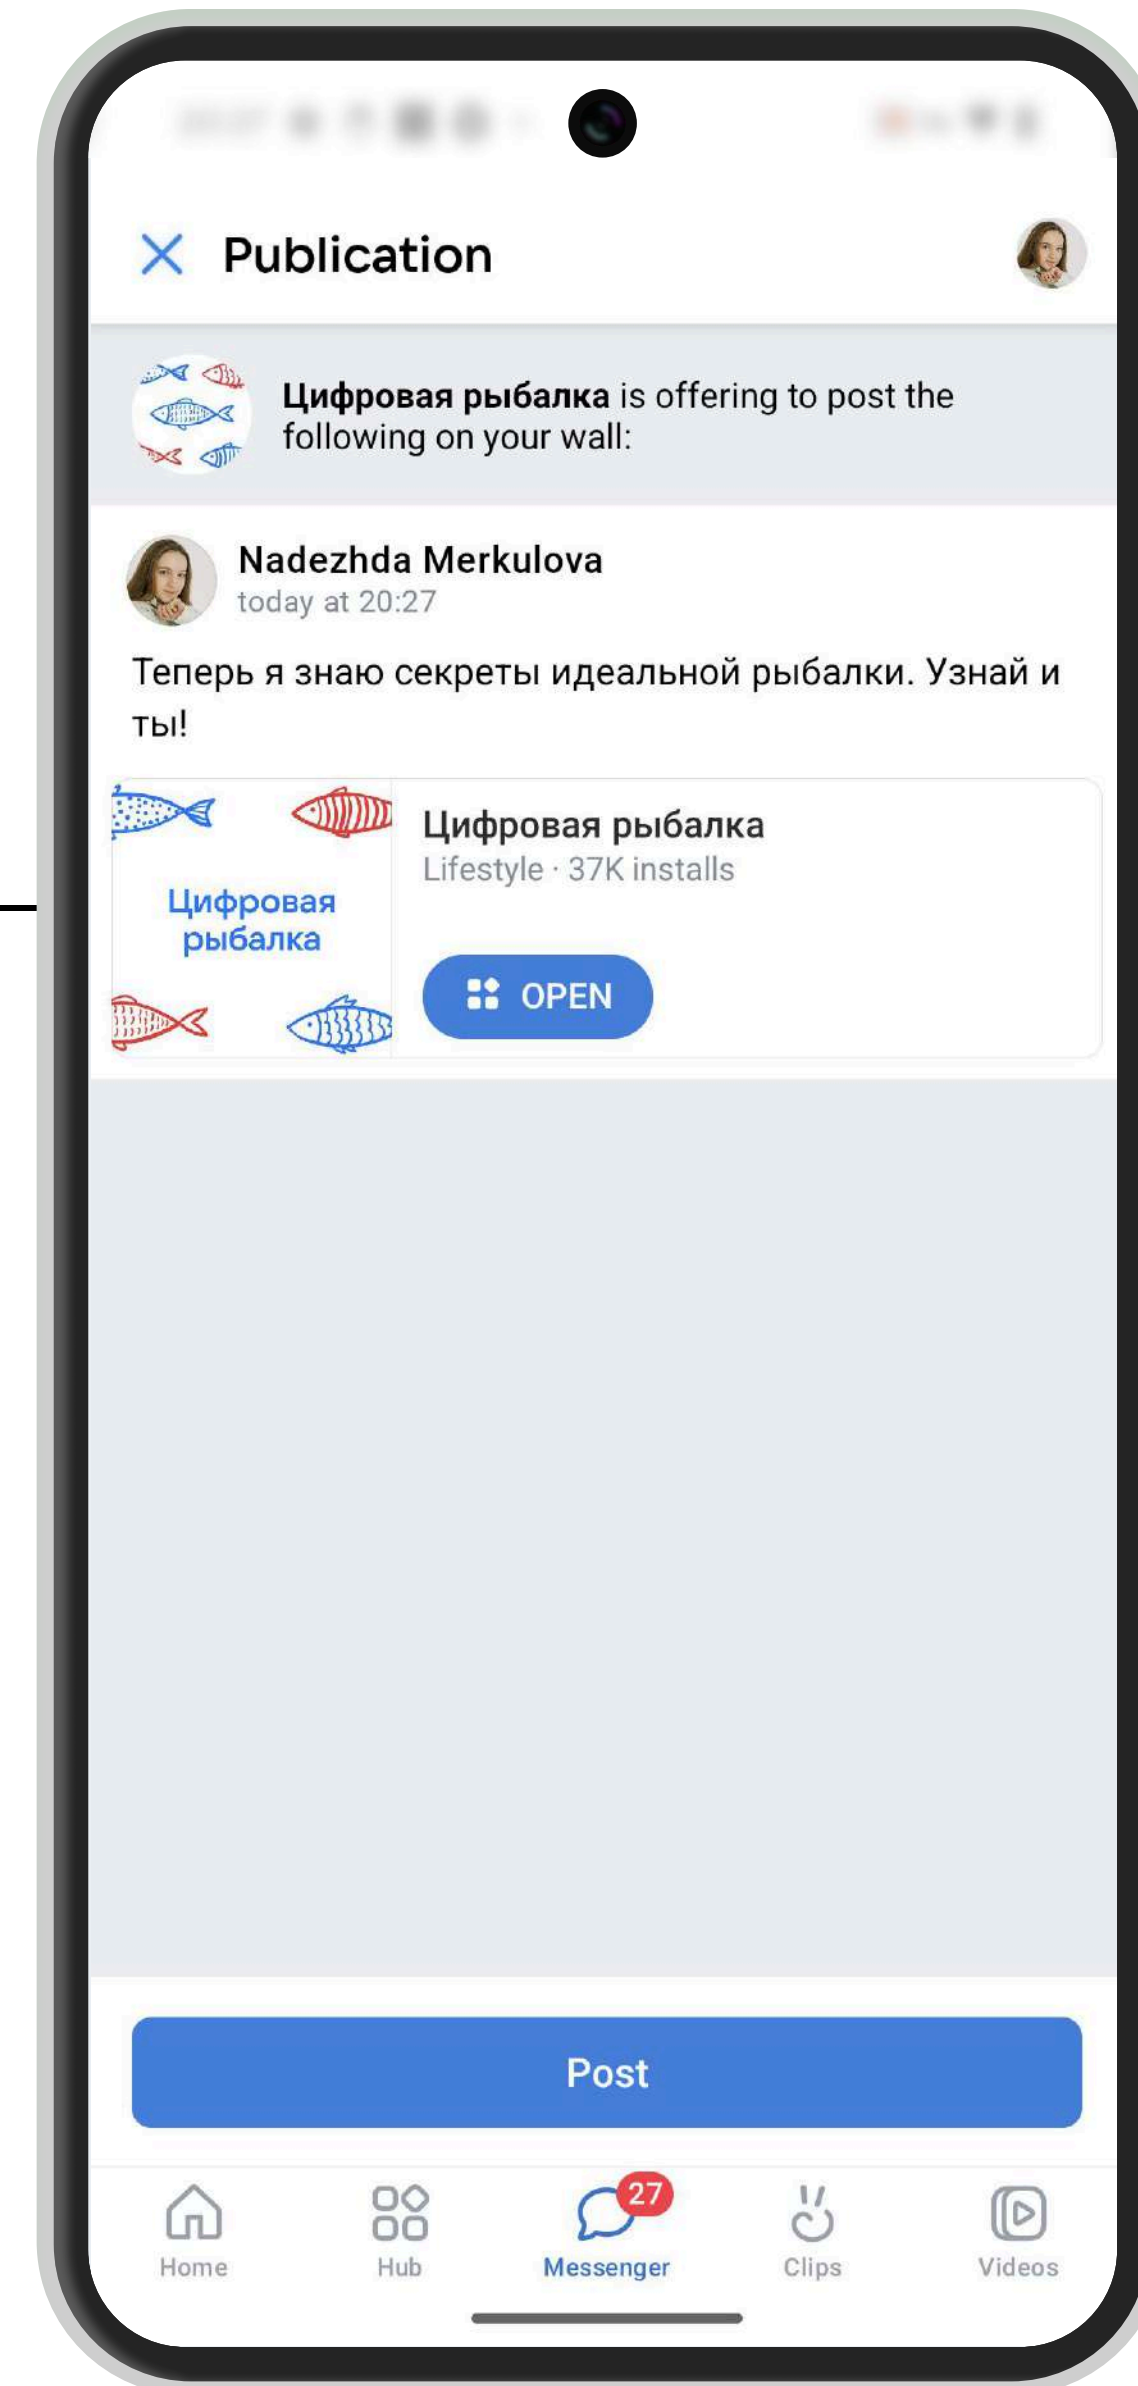 Publication
Цифровая рыбалка is offering to post the
following on your wall:
Nadezhda Merkulova
today at 20:27
Теперь я знаю секреты идеальной рыбалки. Узнай и
ты!
Цифровая
рыбалка
Цифровая рыбалка
Lifestyle · 37K installs
OPEN
Post
27
Home
Hub
Messenger
Clips
Videos